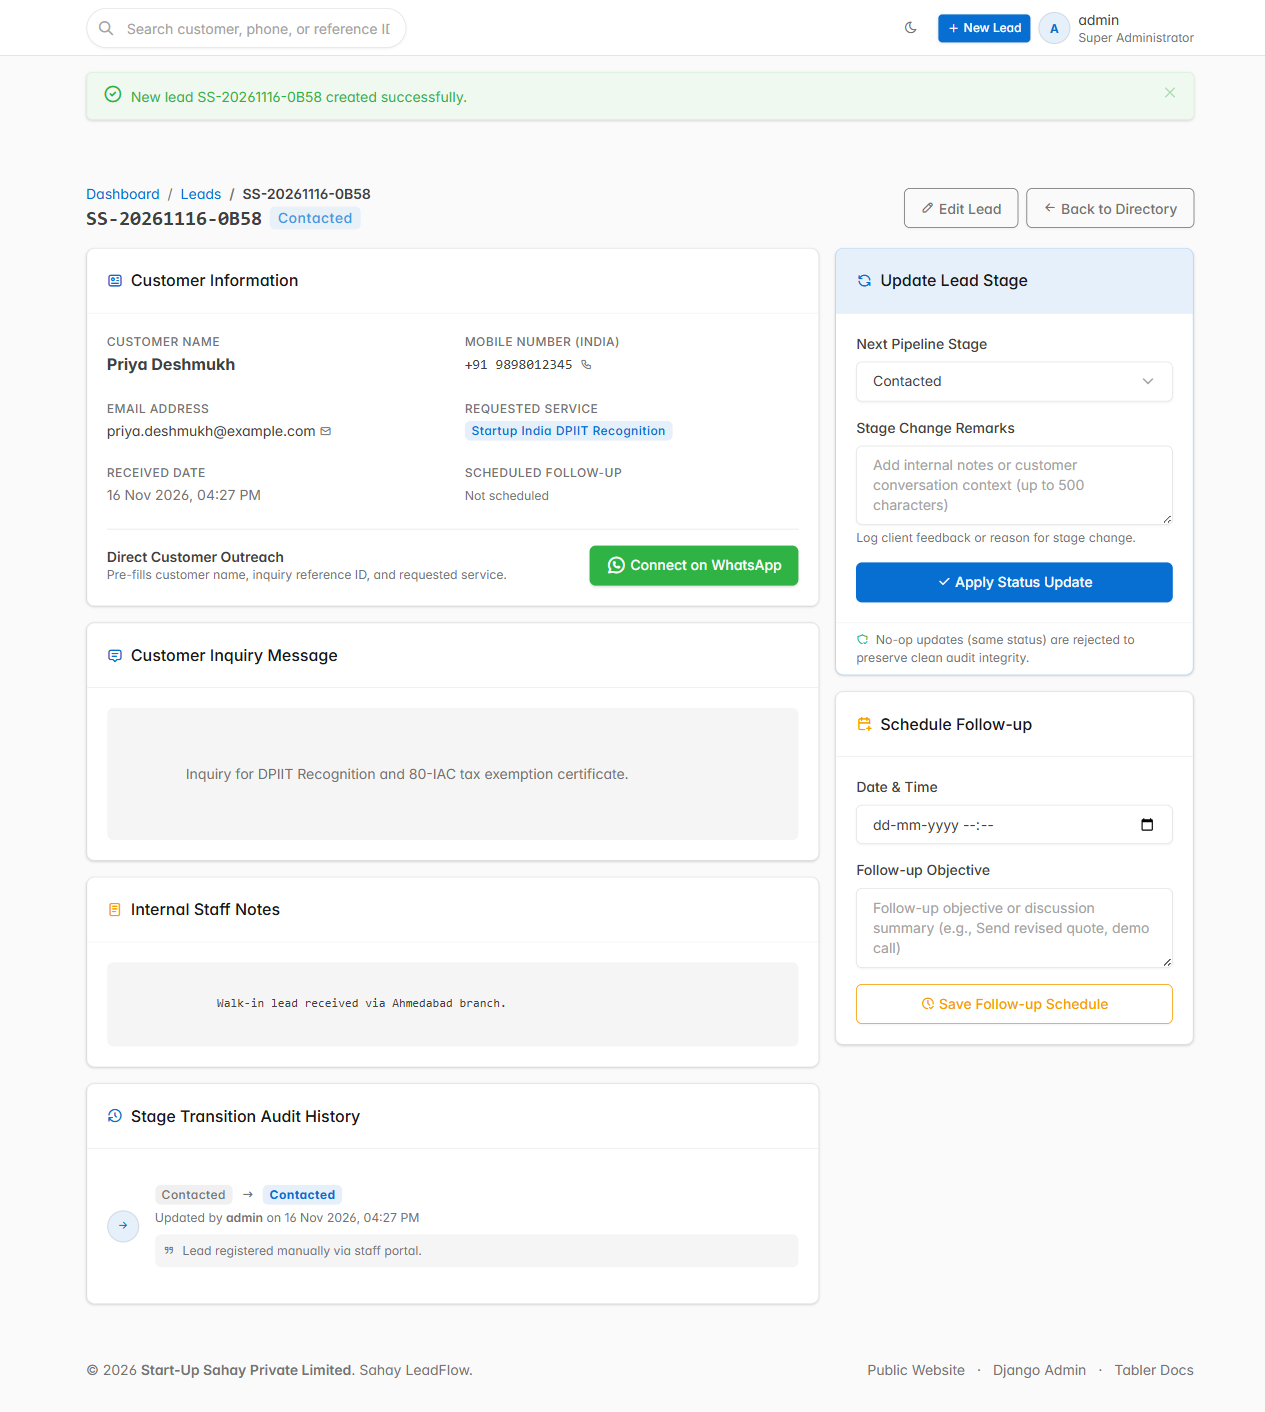 Search customer, phone, or reference ID
+ New Lead
A
admin
Super Administrator
New lead SS-20261116-0B58 created successfully.
Dashboard / Leads / SS-20261116-0B58
SS-20261116-0B58 Contacted
Edit Lead
← Back to Directory
Customer Information
CUSTOMER NAME
Priya Deshmukh
MOBILE NUMBER (INDIA)
+91 9898012345
EMAIL ADDRESS
priya.deshmukh@example.com
REQUESTED SERVICE
Startup India DPIIT Recognition
RECEIVED DATE
16 Nov 2026, 04:27 PM
SCHEDULED FOLLOW-UP
Not scheduled
Direct Customer Outreach
Pre-fills customer name, inquiry reference ID, and requested service.
Connect on WhatsApp
Customer Inquiry Message
Inquiry for DPIIT Recognition and 80-IAC tax exemption certificate.
Internal Staff Notes
Walk-in lead received via Ahmedabad branch.
Stage Transition Audit History
Contacted → Contacted
Updated by admin on 16 Nov 2026, 04:27 PM
Lead registered manually via staff portal.
Update Lead Stage
Next Pipeline Stage
Contacted
Stage Change Remarks
Add internal notes or customer
conversation context (up to 500
characters)
Log client feedback or reason for stage change.
Apply Status Update
No-op updates (same status) are rejected to
preserve clean audit integrity.
Schedule Follow-up
Date & Time
dd-mm-yyyy --:--
Follow-up Objective
Follow-up objective or discussion
summary (e.g., Send revised quote, demo
call)
Save Follow-up Schedule
© 2026 Start-Up Sahay Private Limited. Sahay LeadFlow.
Public Website · Django Admin · Tabler Docs